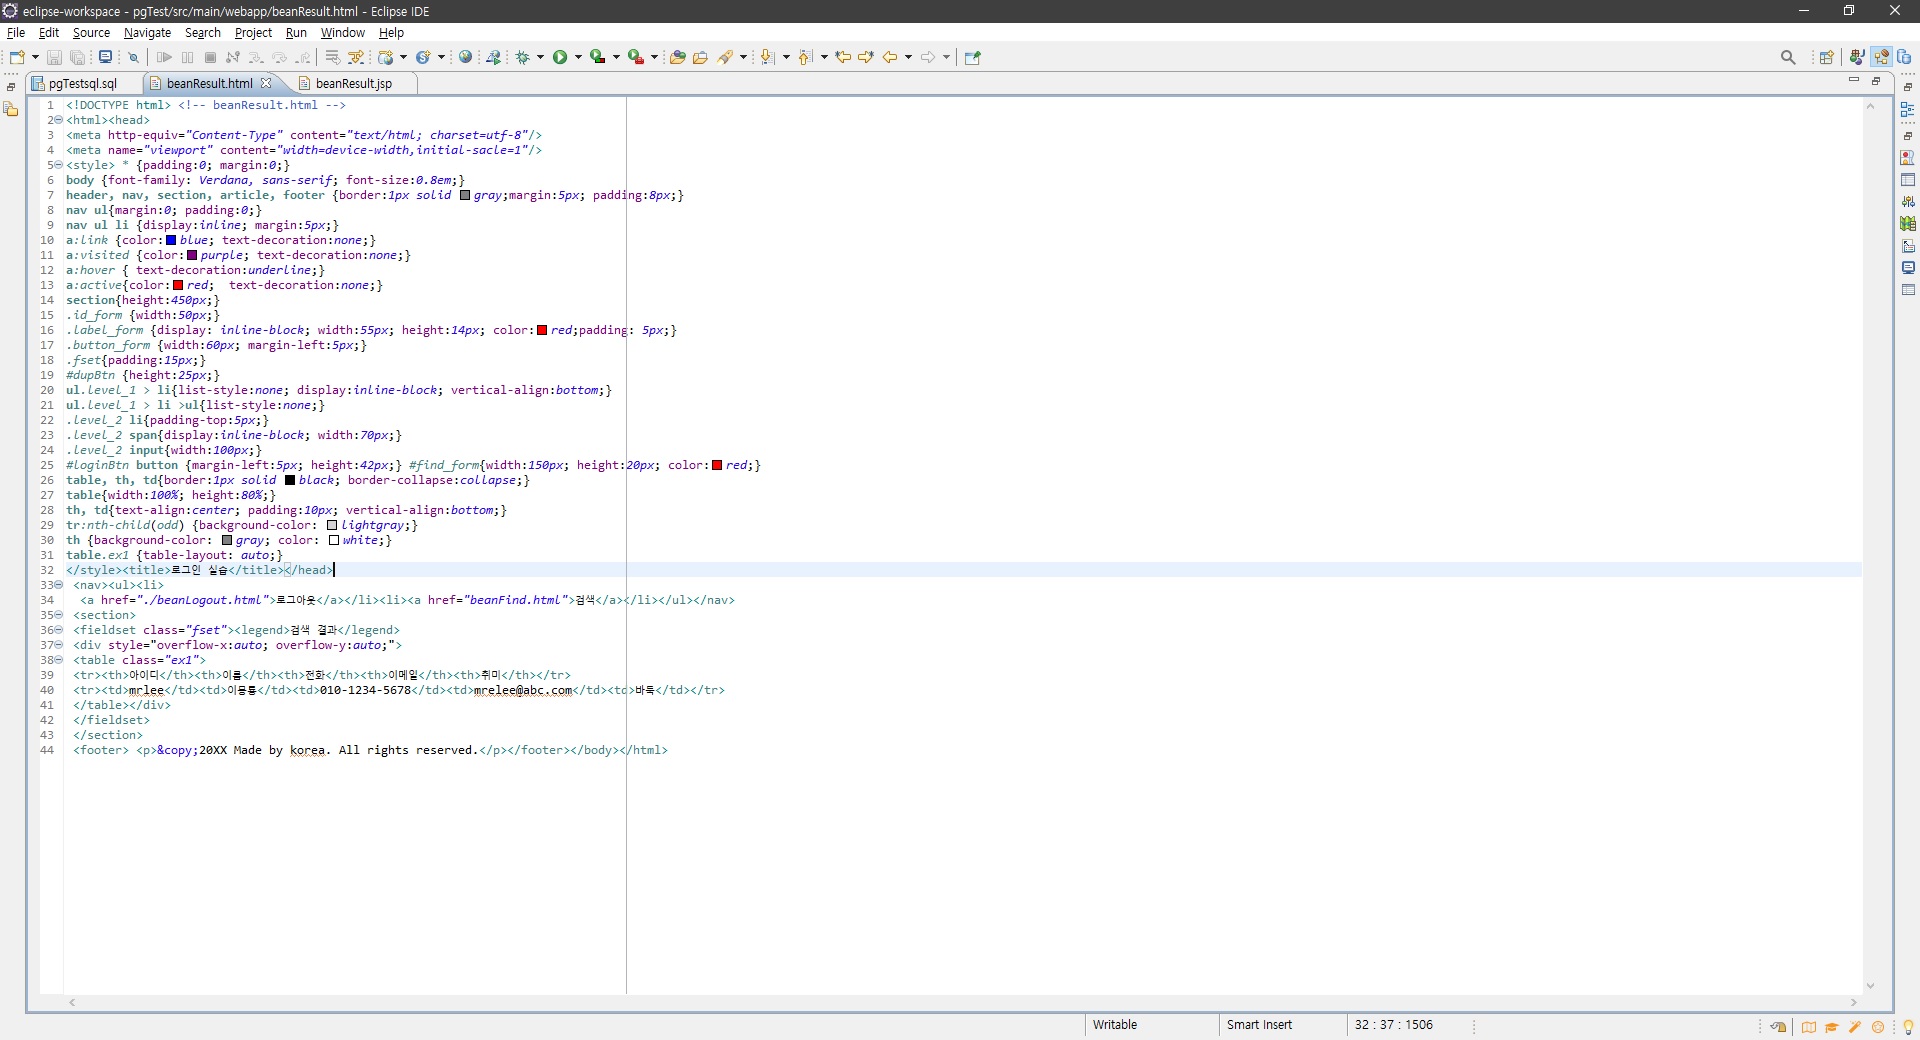 eclipse-workspace - pgTest/src/main/webapp/beanResult.html - Eclipse IDE
File Edit Source Navigate Search Project Run Window Help
pgTestsql.sql beanResult.html beanResult.jsp
1 <!DOCTYPE html> <!-- beanResult.html -->
2 <html><head>
3 <meta http-equiv="Content-Type" content="text/html; charset=utf-8"/>
4 <meta name="viewport" content="width=device-width,initial-sacle=1"/>
5 <style> * {padding:0; margin:0;}
6 body {font-family: Verdana, sans-serif; font-size:0.8em;}
7 header, nav, section, article, footer {border:1px solid gray;margin:5px; padding:8px;}
8 nav ul{margin:0; padding:0;}
9 nav ul li {display:inline; margin:5px;}
10 a:link {color:blue; text-decoration:none;}
11 a:visited {color:purple; text-decoration:none;}
12 a:hover { text-decoration:underline;}
13 a:active{color:red;  text-decoration:none;}
14 section{height:450px;}
15 .id_form {width:50px;}
16 .label_form {display: inline-block; width:55px; height:14px; color:red;padding: 5px;}
17 .button_form {width:60px; margin-left:5px;}
18 .fset{padding:15px;}
19 #dupBtn {height:25px;}
20 ul.level_1 > li{list-style:none; display:inline-block; vertical-align:bottom;}
21 ul.level_1 > li >ul{list-style:none;}
22 .level_2 li{padding-top:5px;}
23 .level_2 span{display:inline-block; width:70px;}
24 .level_2 input{width:100px;}
25 #loginBtn button {margin-left:5px; height:42px;} #find_form{width:150px; height:20px; color:red;}
26 table, th, td{border:1px solid black; border-collapse:collapse;}
27 table{width:100%; height:80%;}
28 th, td{text-align:center; padding:10px; vertical-align:bottom;}
29 tr:nth-child(odd) {background-color: lightgray;}
30 th {background-color: gray; color: white;}
31 table.ex1 {table-layout: auto;}
32 </style><title>로그인 실습</title></head>
33 <nav><ul><li>
34 <a href="./beanLogout.html">로그아웃</a></li><li><a href="beanFind.html">검색</a></li></ul></nav>
35 <section>
36 <fieldset class="fset"><legend>검색 결과</legend>
37 <div style="overflow-x:auto; overflow-y:auto;">
38 <table class="ex1">
39 <tr><th>아이디</th><th>이름</th><th>전화</th><th>이메일</th><th>취미</th></tr>
40 <tr><td>mrlee</td><td>이몽룡</td><td>010-1234-5678</td><td>mrelee@abc.com</td><td>바둑</td></tr>
41 </table></div>
42 </fieldset>
43 </section>
44 <footer> <p>&copy;20XX Made by korea. All rights reserved.</p></footer></body></html>
Writable Smart Insert 32 : 37 : 1506